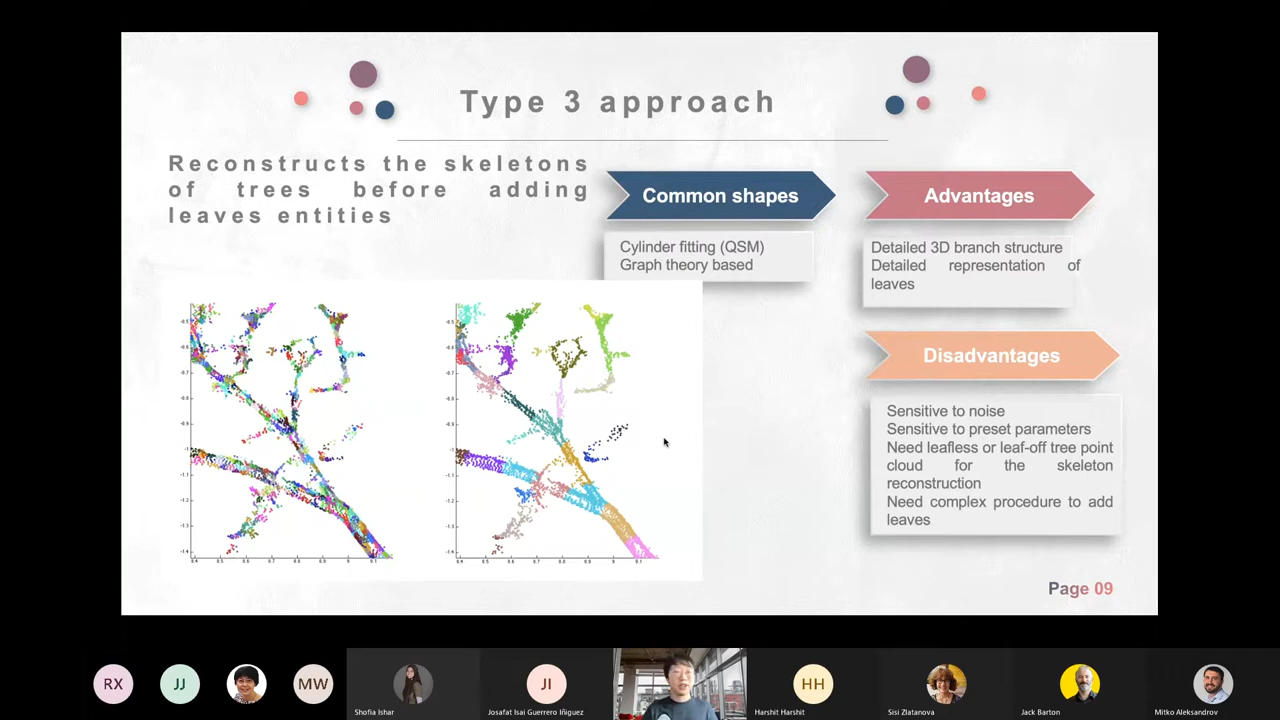 Type 3 approach
Reconstructs the skeletons
of trees before adding
leaves entities
Common shapes
Cylinder fitting (QSM)
Graph theory based
Advantages
Detailed 3D branch structure
Detailed representation of
leaves
Disadvantages
Sensitive to noise
Sensitive to preset parameters
Need leafless or leaf-off tree point
cloud for the skeleton
reconstruction
Need complex procedure to add
leaves
Page 09
RX
JJ
MW
JI
HH
Shofia Ishar
Josafat Isai Guerrero Iñiguez
Harshit Harshit
Sisi Zlatanova
Jack Barton
Mitko Aleksandrov